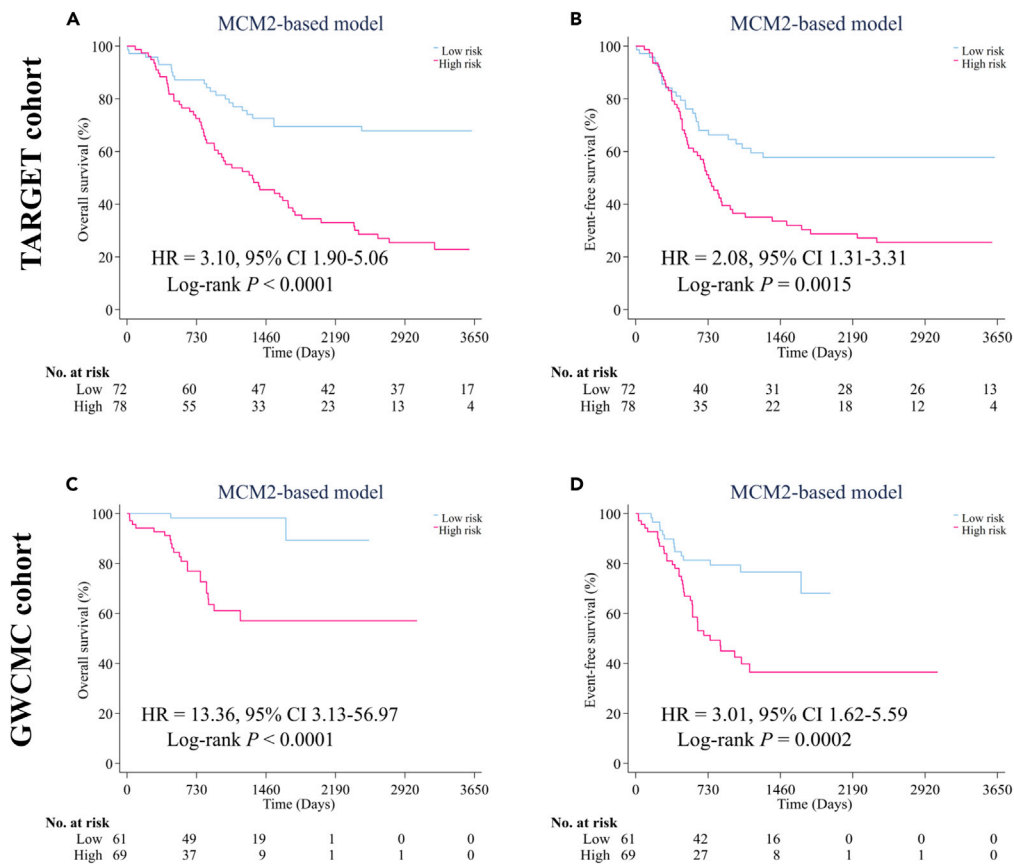 TARGET cohort
A
MCM2-based model
Low risk
High risk
Overall survival (%)
100
80
60
40
20
0
HR = 3.10, 95% CI 1.90-5.06
Log-rank P < 0.0001
0 730 1460 2190 2920 3650
Time (Days)
No. at risk
Low 72 60 47 42 37 17
High 78 55 33 23 13 4
B
MCM2-based model
Low risk
High risk
Event-free survival (%)
100
80
60
40
20
0
HR = 2.08, 95% CI 1.31-3.31
Log-rank P = 0.0015
0 730 1460 2190 2920 3650
Time (Days)
No. at risk
Low 72 40 31 28 26 13
High 78 35 22 18 12 4
GWCMC cohort
C
MCM2-based model
Low risk
High risk
Overall survival (%)
100
80
60
40
20
0
HR = 13.36, 95% CI 3.13-56.97
Log-rank P < 0.0001
0 730 1460 2190 2920 3650
Time (Days)
No. at risk
Low 61 49 19 1 0 0
High 69 37 9 1 1 0
D
MCM2-based model
Low risk
High risk
Event-free survival (%)
100
80
60
40
20
0
HR = 3.01, 95% CI 1.62-5.59
Log-rank P = 0.0002
0 730 1460 2190 2920 3650
Time (Days)
No. at risk
Low 61 42 16 0 0 0
High 69 27 8 1 1 0